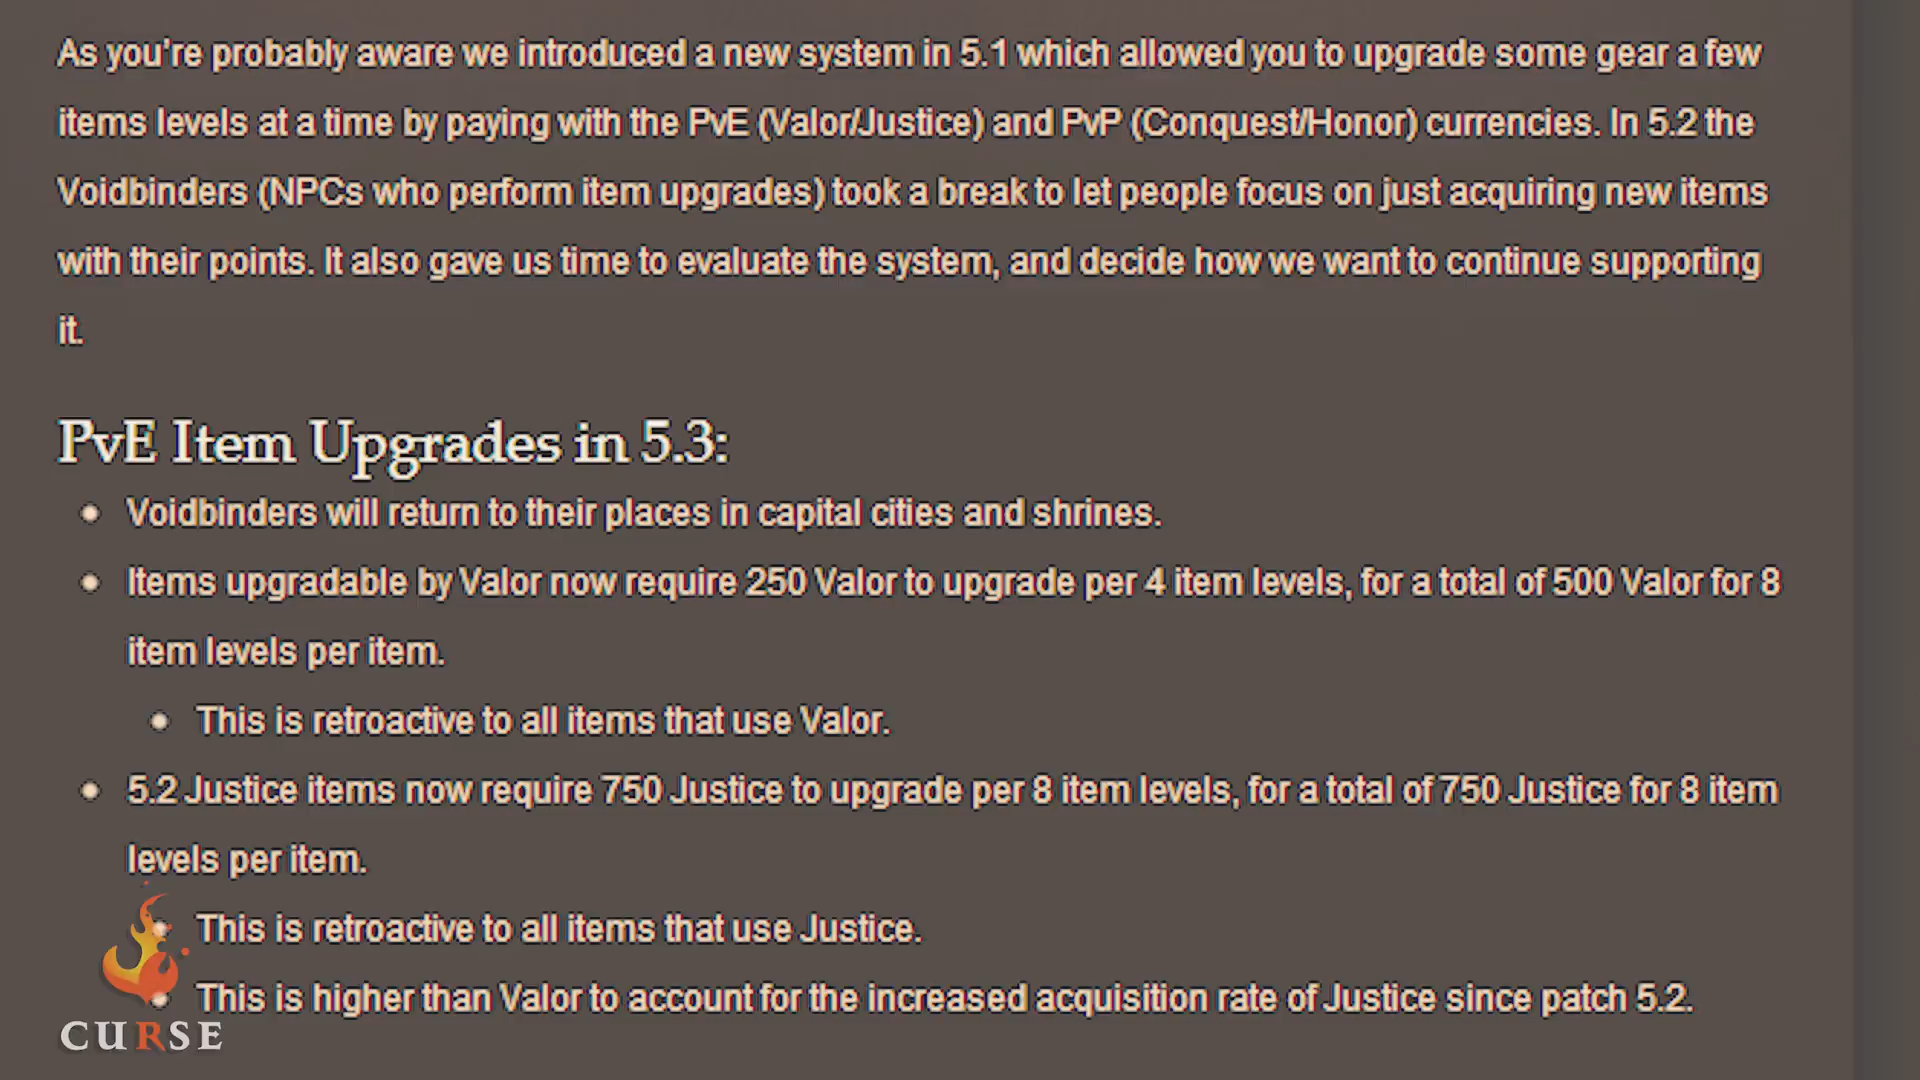 As you're probably aware we introduced a new system in 5.1 which allowed you to upgrade some gear a few
items levels at a time by paying with the PvE (Valor/Justice) and PvP (Conquest/Honor) currencies. In 5.2 the
Voidbinders (NPCs who perform item upgrades) took a break to let people focus on just acquiring new items
with their points. It also gave us time to evaluate the system, and decide how we want to continue supporting
it.
PvE Item Upgrades in 5.3:
Voidbinders will return to their places in capital cities and shrines.
Items upgradable by Valor now require 250 Valor to upgrade per 4 item levels, for a total of 500 Valor for 8
item levels per item.
This is retroactive to all items that use Valor.
5.2 Justice items now require 750 Justice to upgrade per 8 item levels, for a total of 750 Justice for 8 item
levels per item.
This is retroactive to all items that use Justice.
This is higher than Valor to account for the increased acquisition rate of Justice since patch 5.2.
CURSE